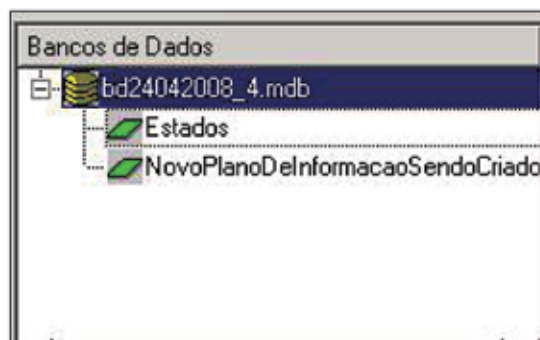 Bancos de Dados
bd24042008_4.mdb
Estados
NovoPlanoDeInformacaoSendoCriado